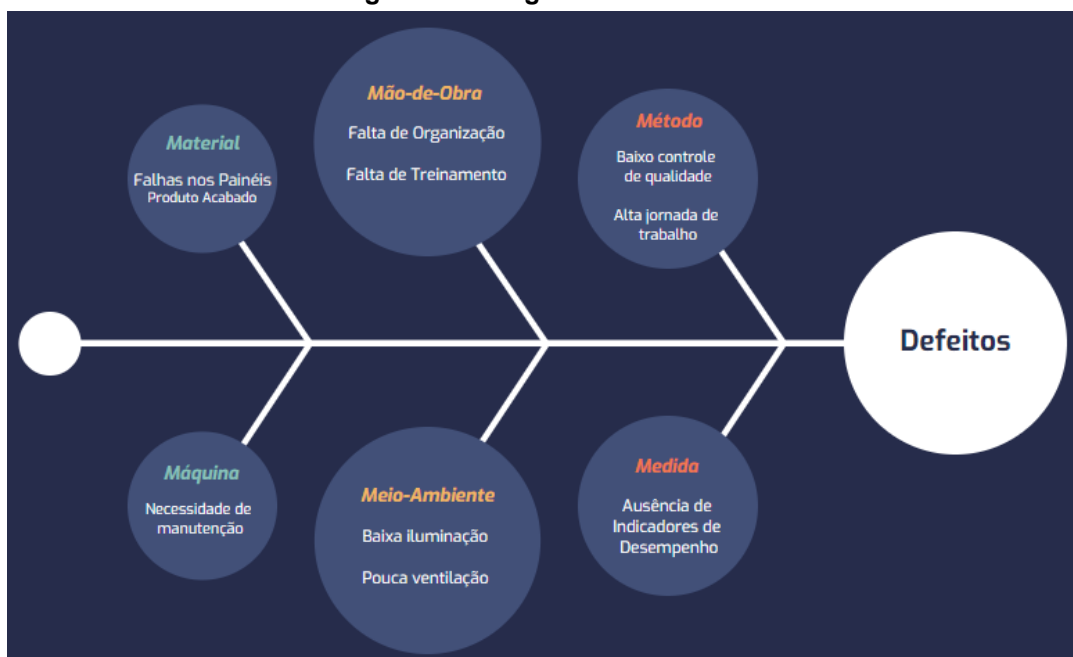 Mão-de-Obra
Falta de Organização
Falta de Treinamento
Método
Baixo controle
de qualidade
Alta jornada de
trabalho
Material
Falhas nos Painéis
Produto Acabado
Defeitos
Máquina
Necessidade de
manutenção
Meio-Ambiente
Baixa iluminação
Pouca ventilação
Medida
Ausência de
Indicadores de
Desempenho